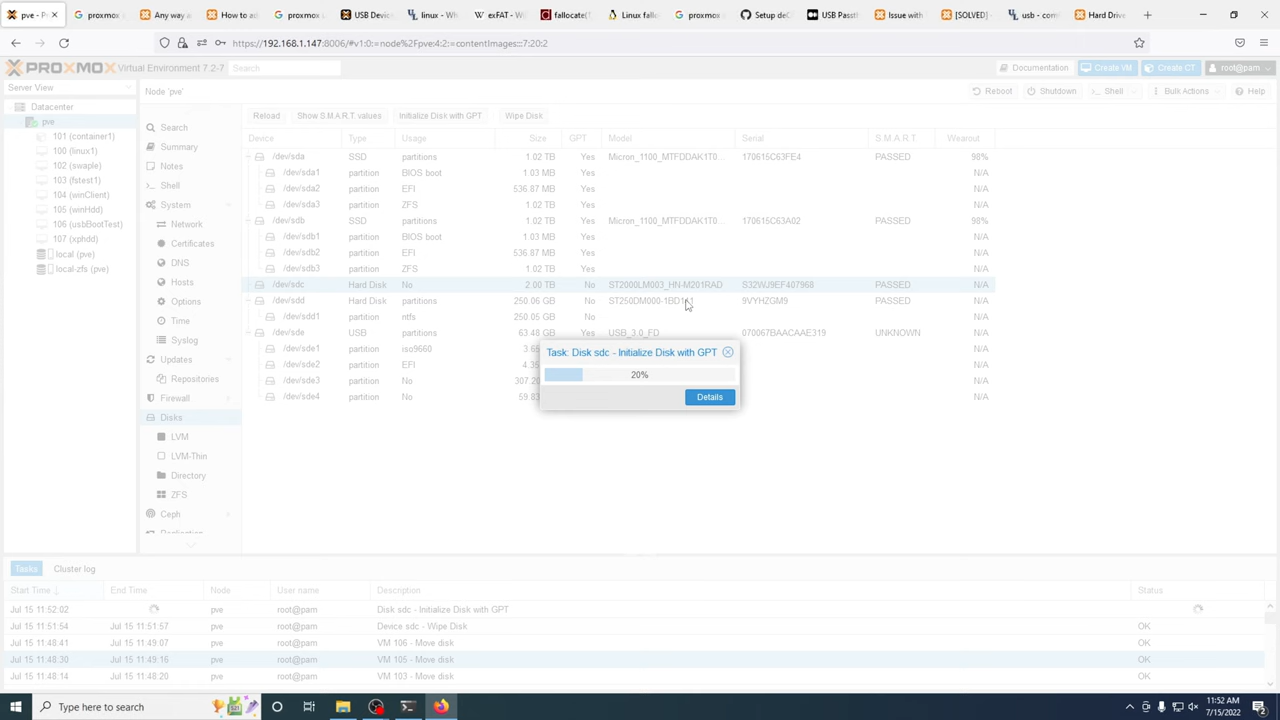 pve - P
proxmox
Any way a
How to ad
proxmox u
USB Devic
linux - W
exFAT - W
fallocate(1
Linux fallo
proxmox
Setup deC
USB Passt
Issue with
[SOLVED] -
usb - com
Hard Drive
https://192.168.1.147:8006/#v1:0:=node%2Fpve:4:2:=contentImages:::7:20:2
PROXMOX Virtual Environment 7.2-7 Search Documentation Create VM Create CT root@pam
Server View
Node 'pve' Reboot Shutdown Shell Bulk Actions Help
Datacenter
pve
101 (container1)
100 (linux1)
102 (swaple)
103 (fstest1)
104 (winClient)
105 (winHdd)
106 (usbBootTest)
107 (xphdd)
local (pve)
local-zfs (pve)
Search
Summary
Notes
Shell
System
Network
Certificates
DNS
Hosts
Options
Time
Syslog
Updates
Repositories
Firewall
Disks
LVM
LVM-Thin
Directory
ZFS
Ceph
Replication
Reload Show S.M.A.R.T values Initialize Disk with GPT Wipe Disk
Device Type Usage Size GPT Model Serial S.M.A.R.T Wearout
/dev/sda SSD partitions 1.02 TB Yes Micron_1100_MTFDDAK1T0... 170615C63FE4 PASSED 98%
/dev/sda1 partition BIOS boot 1.03 MB Yes N/A
/dev/sda2 partition EFI 536.87 MB Yes N/A
/dev/sda3 partition ZFS 1.02 TB Yes N/A
/dev/sdb SSD partitions 1.02 TB Yes Micron_1100_MTFDDAK1T0... 170615C63A02 PASSED 98%
/dev/sdb1 partition BIOS boot 1.03 MB Yes N/A
/dev/sdb2 partition EFI 536.87 MB Yes N/A
/dev/sdb3 partition ZFS 1.02 TB Yes N/A
/dev/sdc Hard Disk No 2.00 TB No ST2000LM003_HN-M201RAD S32WJ9EF407968 PASSED N/A
/dev/sdd Hard Disk partitions 250.06 GB No 9VYHZGM9 PASSED N/A
/dev/sdd1 partition ntfs 250.05 GB No N/A
/dev/sde USB partitions 63.48 GB Yes USB_3.0_FD 070067BAACAAE319 UNKNOWN N/A
/dev/sde1 partition iso9660 N/A
/dev/sde2 partition EFI N/A
/dev/sde3 partition No N/A
/dev/sde4 partition No N/A
Task: Disk sdc - Initialize Disk with GPT
20%
Details
Tasks Cluster log
Start Time End Time Node User name Description Status
Jul 15 11:52:02 pve root@pam Disk sdc - Initialize Disk with GPT
Jul 15 11:51:54 Jul 15 11:51:57 pve root@pam Device sdc - Wipe Disk OK
Jul 15 11:48:41 Jul 15 11:49:07 pve root@pam VM 106 - Move disk OK
Jul 15 11:48:30 Jul 15 11:49:16 pve root@pam VM 105 - Move disk OK
Jul 15 11:48:14 Jul 15 11:48:20 pve root@pam VM 103 - Move disk OK
Type here to search
11:52 AM
7/15/2022
2